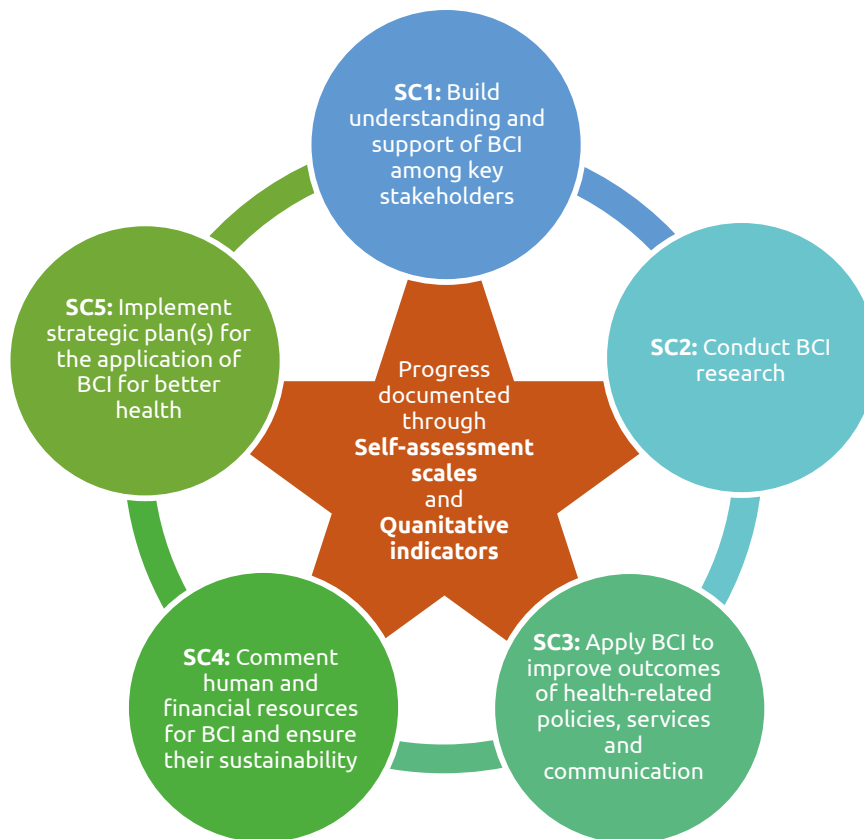 SC1: Build
understanding and
support of BCI
among key
stakeholders
SC2: Conduct BCI
research
SC3: Apply BCI to
improve outcomes
of health-related
policies, services
and
communication
SC4: Comment
human and
financial resources
for BCI and ensure
their sustainability
SC5: Implement
strategic plan(s) for
the application of
BCI for better
health
Progress
documented
through
Self-assessment
scales
and
Quanitative
indicators